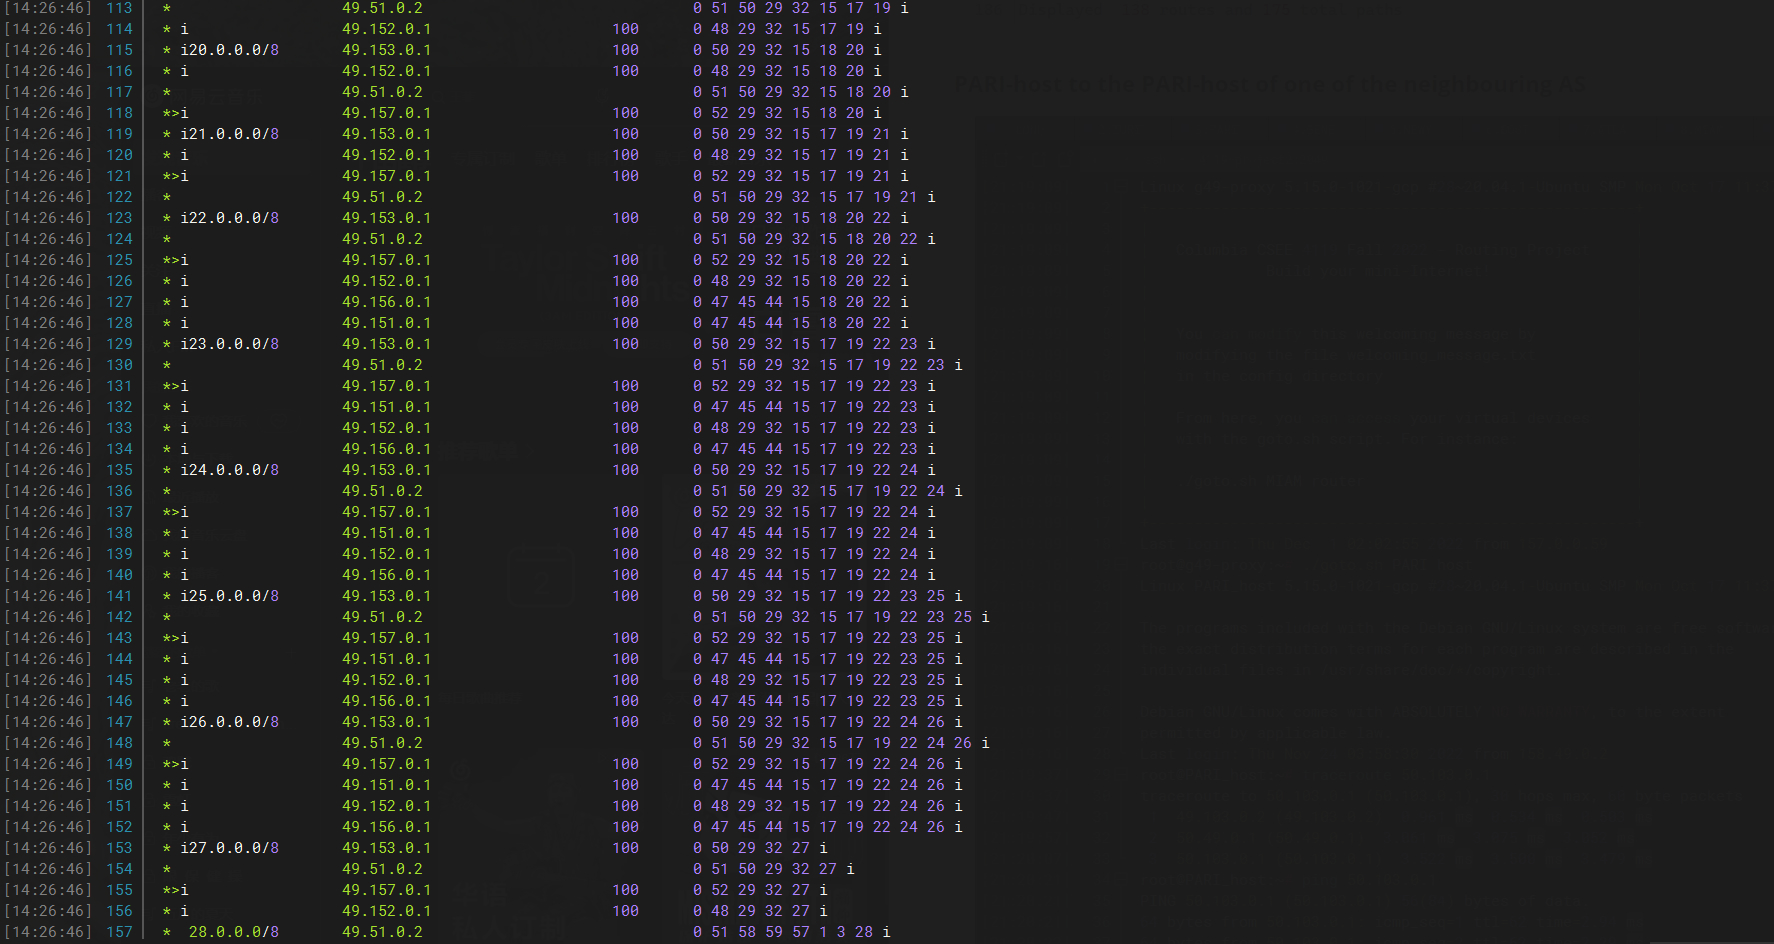 [14:26:46] 113 * 49.51.0.2 0 51 50 29 32 15 17 19 i
[14:26:46] 114 * i 49.152.0.1 100 0 48 29 32 15 17 19 i
[14:26:46] 115 * i20.0.0.0/8 49.153.0.1 100 0 50 29 32 15 18 20 i
[14:26:46] 116 * i 49.152.0.1 100 0 48 29 32 15 18 20 i
[14:26:46] 117 * 49.51.0.2 0 51 50 29 32 15 18 20 i
[14:26:46] 118 *>i 49.157.0.1 100 0 52 29 32 15 18 20 i
[14:26:46] 119 * i21.0.0.0/8 49.153.0.1 100 0 50 29 32 15 17 19 21 i
[14:26:46] 120 * i 49.152.0.1 100 0 48 29 32 15 17 19 21 i
[14:26:46] 121 *>i 49.157.0.1 100 0 52 29 32 15 17 19 21 i
[14:26:46] 122 * 49.51.0.2 0 51 50 29 32 15 17 19 21 i
[14:26:46] 123 * i22.0.0.0/8 49.153.0.1 100 0 50 29 32 15 18 20 22 i
[14:26:46] 124 * 49.51.0.2 0 51 50 29 32 15 18 20 22 i
[14:26:46] 125 *>i 49.157.0.1 100 0 52 29 32 15 18 20 22 i
[14:26:46] 126 * i 49.152.0.1 100 0 48 29 32 15 18 20 22 i
[14:26:46] 127 * i 49.156.0.1 100 0 47 45 44 15 18 20 22 i
[14:26:46] 128 * i 49.151.0.1 100 0 47 45 44 15 18 20 22 i
[14:26:46] 129 * i23.0.0.0/8 49.153.0.1 100 0 50 29 32 15 17 19 22 23 i
[14:26:46] 130 * 49.51.0.2 0 51 50 29 32 15 17 19 22 23 i
[14:26:46] 131 *>i 49.157.0.1 100 0 52 29 32 15 17 19 22 23 i
[14:26:46] 132 * i 49.151.0.1 100 0 47 45 44 15 17 19 22 23 i
[14:26:46] 133 * i 49.152.0.1 100 0 48 29 32 15 17 19 22 23 i
[14:26:46] 134 * i 49.156.0.1 100 0 47 45 44 15 17 19 22 23 i
[14:26:46] 135 * i24.0.0.0/8 49.153.0.1 100 0 50 29 32 15 17 19 22 24 i
[14:26:46] 136 * 49.51.0.2 0 51 50 29 32 15 17 19 22 24 i
[14:26:46] 137 *>i 49.157.0.1 100 0 52 29 32 15 17 19 22 24 i
[14:26:46] 138 * i 49.151.0.1 100 0 47 45 44 15 17 19 22 24 i
[14:26:46] 139 * i 49.152.0.1 100 0 48 29 32 15 17 19 22 24 i
[14:26:46] 140 * i 49.156.0.1 100 0 47 45 44 15 17 19 22 24 i
[14:26:46] 141 * i25.0.0.0/8 49.153.0.1 100 0 50 29 32 15 17 19 22 23 25 i
[14:26:46] 142 * 49.51.0.2 0 51 50 29 32 15 17 19 22 23 25 i
[14:26:46] 143 *>i 49.157.0.1 100 0 52 29 32 15 17 19 22 23 25 i
[14:26:46] 144 * i 49.151.0.1 100 0 47 45 44 15 17 19 22 23 25 i
[14:26:46] 145 * i 49.152.0.1 100 0 48 29 32 15 17 19 22 23 25 i
[14:26:46] 146 * i 49.156.0.1 100 0 47 45 44 15 17 19 22 23 25 i
[14:26:46] 147 * i26.0.0.0/8 49.153.0.1 100 0 50 29 32 15 17 19 22 24 26 i
[14:26:46] 148 * 49.51.0.2 0 51 50 29 32 15 17 19 22 24 26 i
[14:26:46] 149 *>i 49.157.0.1 100 0 52 29 32 15 17 19 22 24 26 i
[14:26:46] 150 * i 49.151.0.1 100 0 47 45 44 15 17 19 22 24 26 i
[14:26:46] 151 * i 49.152.0.1 100 0 48 29 32 15 17 19 22 24 26 i
[14:26:46] 152 * i 49.156.0.1 100 0 47 45 44 15 17 19 22 24 26 i
[14:26:46] 153 * i27.0.0.0/8 49.153.0.1 100 0 50 29 32 27 i
[14:26:46] 154 * 49.51.0.2 0 51 50 29 32 27 i
[14:26:46] 155 *>i 49.157.0.1 100 0 52 29 32 27 i
[14:26:46] 156 * i 49.152.0.1 100 0 48 29 32 27 i
[14:26:46] 157 * 28.0.0.0/8 49.51.0.2 0 51 58 59 57 1 3 28 i
PARI-host to the PARI-host of one of the neighbouring AS